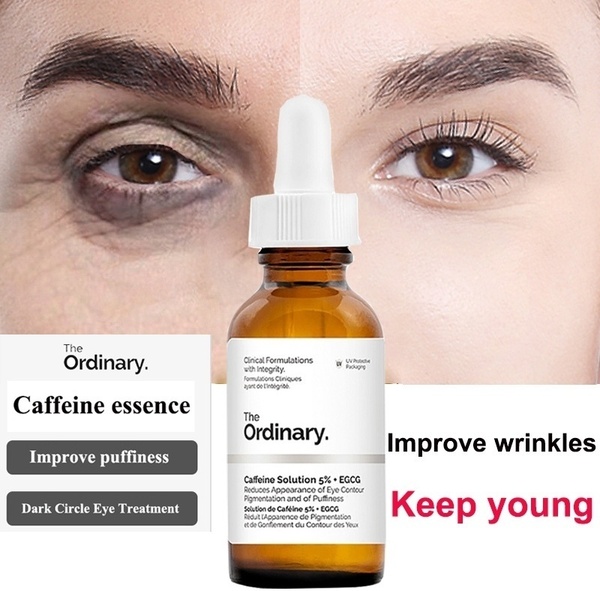 The
Ordinary.
Caffeine essence
Improve puffiness
Dark Circle Eye Treatment
Clinical Formulations
with Integrity.
Formulations Cliniques
ayant de l'Intégrité.
UV
UV Protective
Packaging
The
Ordinary.
Caffeine Solution 5% + EGCG
Reduces Appearance of Eye Contour
Pigmentation and of Puffiness
Solution de Caféine 5% + EGCG
Réduit l'Apparence de Pigmentation
et de Gonflement du Contour des Yeux
Improve wrinkles
Keep young